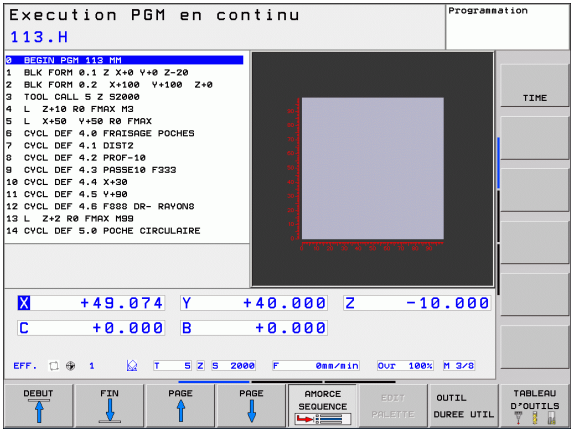 Execution PGM en continu
Programmation
113.H
0 BEGIN PGM 113 MM
1 BLK FORM 0.1 Z X+0 Y+0 Z-20
2 BLK FORM 0.2 X+100 Y+100 Z+0
3 TOOL CALL 5 Z S2000
4 L Z+10 R0 FMAX M3
5 L X+50 Y+50 R0 FMAX
6 CYCL DEF 4.0 FRAISAGE POCHES
7 CYCL DEF 4.1 DIST2
8 CYCL DEF 4.2 PROF-10
9 CYCL DEF 4.3 PASSE10 F333
10 CYCL DEF 4.4 X+30
11 CYCL DEF 4.5 Y+90
12 CYCL DEF 4.6 F888 DR- RAYON8
13 L Z+2 R0 FMAX M99
14 CYCL DEF 5.0 POCHE CIRCULAIRE
TIME
X +49.074 Y +40.000 Z -10.000
C +0.000 B +0.000
EFF. 1 T 5 Z S 2000 F 0mm/min Ovr 100% M 3/8
DEBUT
FIN
PAGE
PAGE
AMORCE
SEQUENCE
EDIT
PALETTE
OUTIL
DUREE UTIL
TABLEAU
D'OUTILS